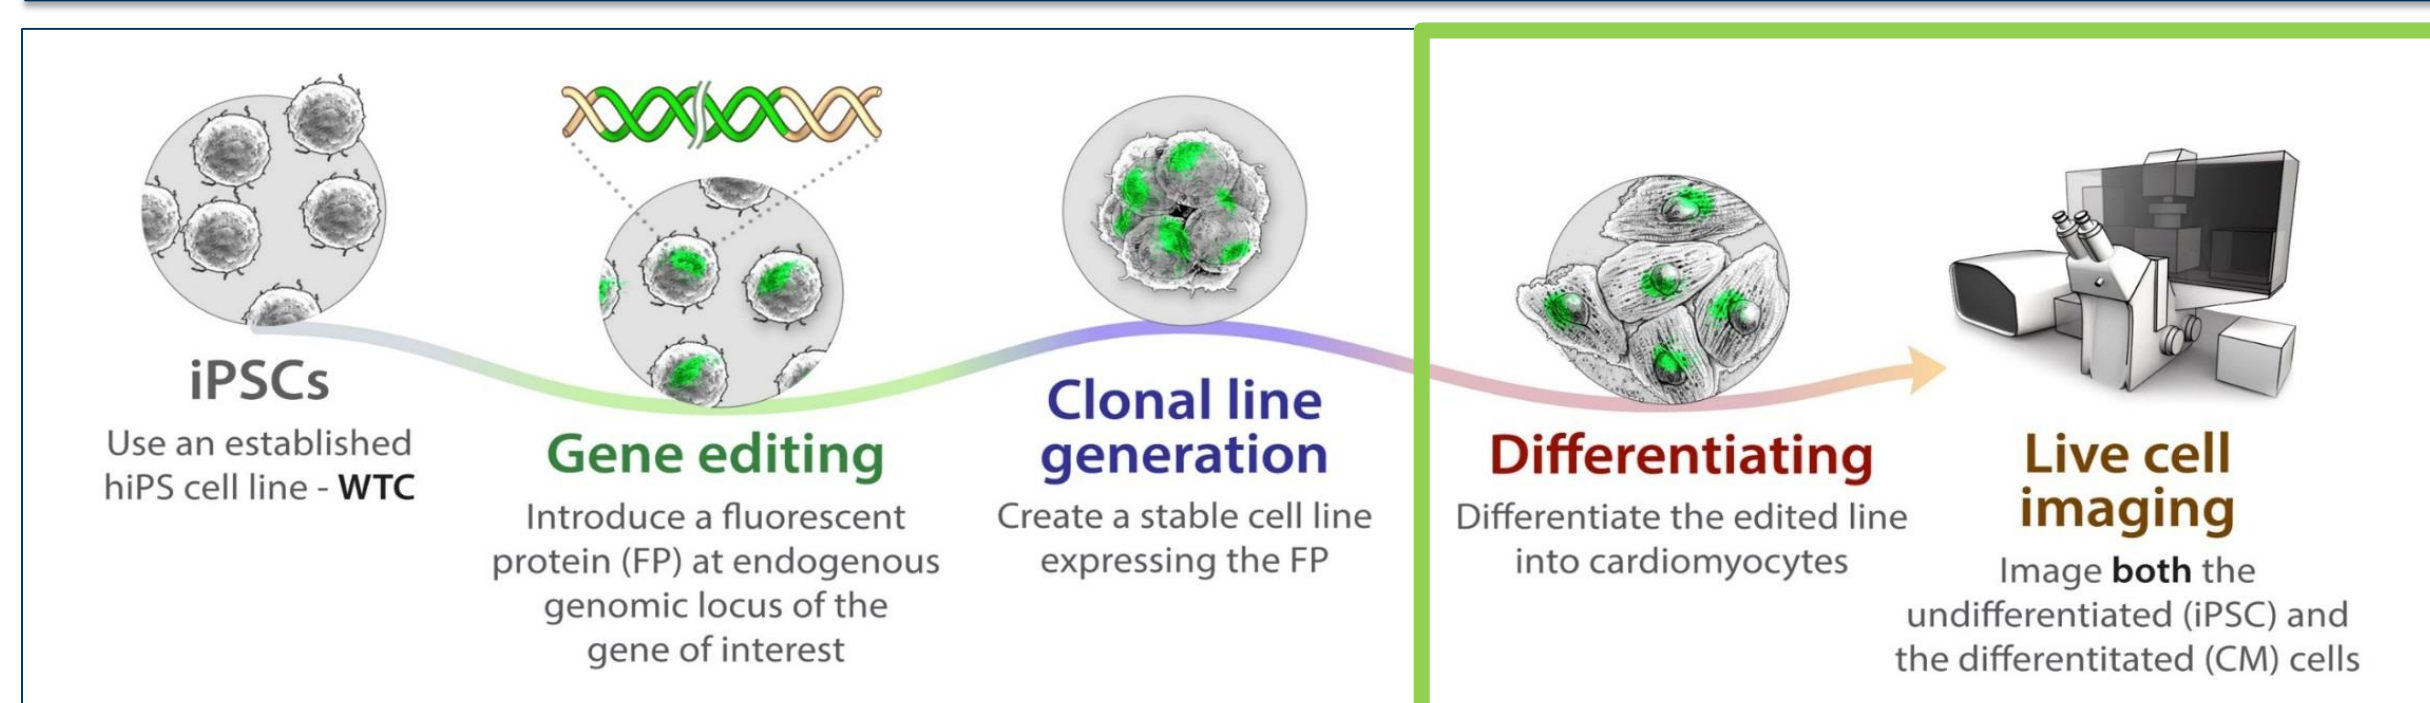 iPSCs
Use an established
hiPS cell line - WTC
Gene editing
Introduce a fluorescent
protein (FP) at endogenous
genomic locus of the
gene of interest
Clonal line
generation
Create a stable cell line
expressing the FP
Differentiating
Differentiate the edited line
into cardiomyocytes
Live cell
imaging
Image both the
undifferentiated (iPSC) and
the differentitated (CM) cells